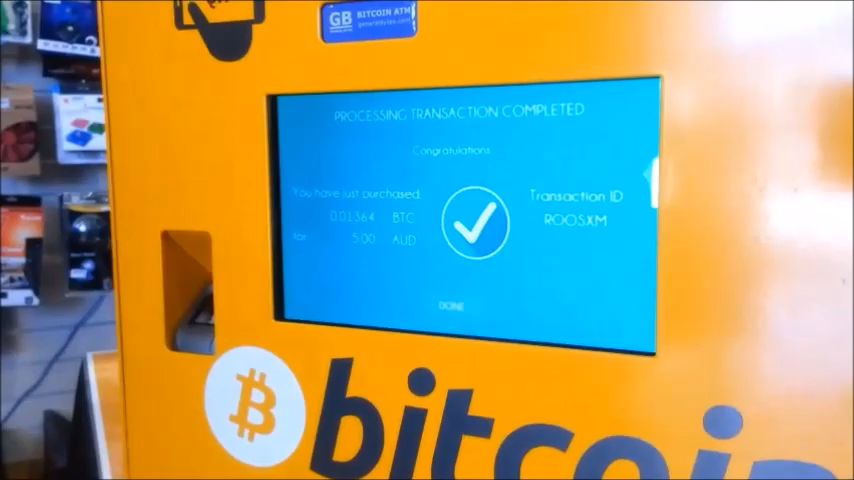 GB BITCOIN ATM
PROCESSING TRANSACTION COMPLETED
Congratulations
You have just purchased
0.01364 BTC
for 5.00 AUD
Transaction ID
ROOSXM
DONE
bitcoin